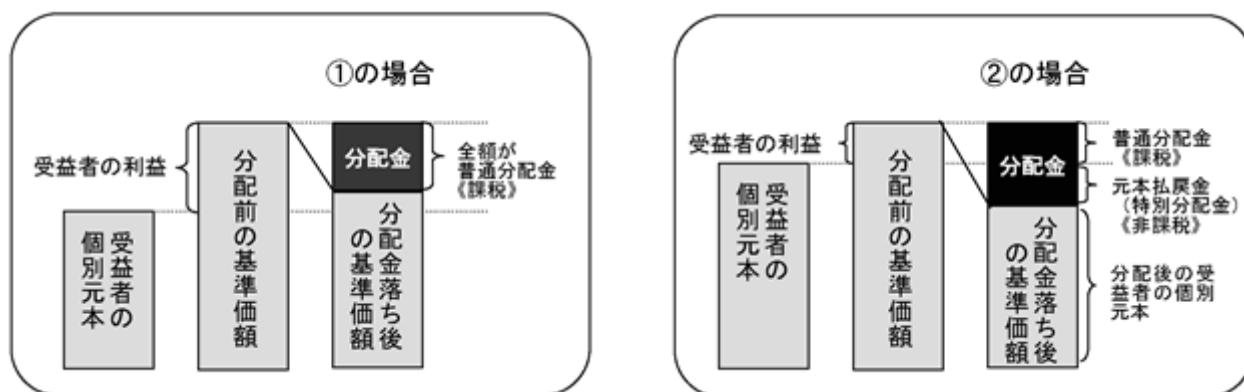 ①の場合
受益者の利益
受益者の
個別元本
分配前の基準価額
分配金
分配金落ち後
の基準価額
全額が
普通分配金
《課税》
②の場合
受益者の利益
受益者の
個別元本
分配前の基準価額
分配金
分配金落ち後
の基準価額
普通分配金
《課税》
元本払戻金
(特別分配金)
《非課税》
分配後の受
益者の個別
元本